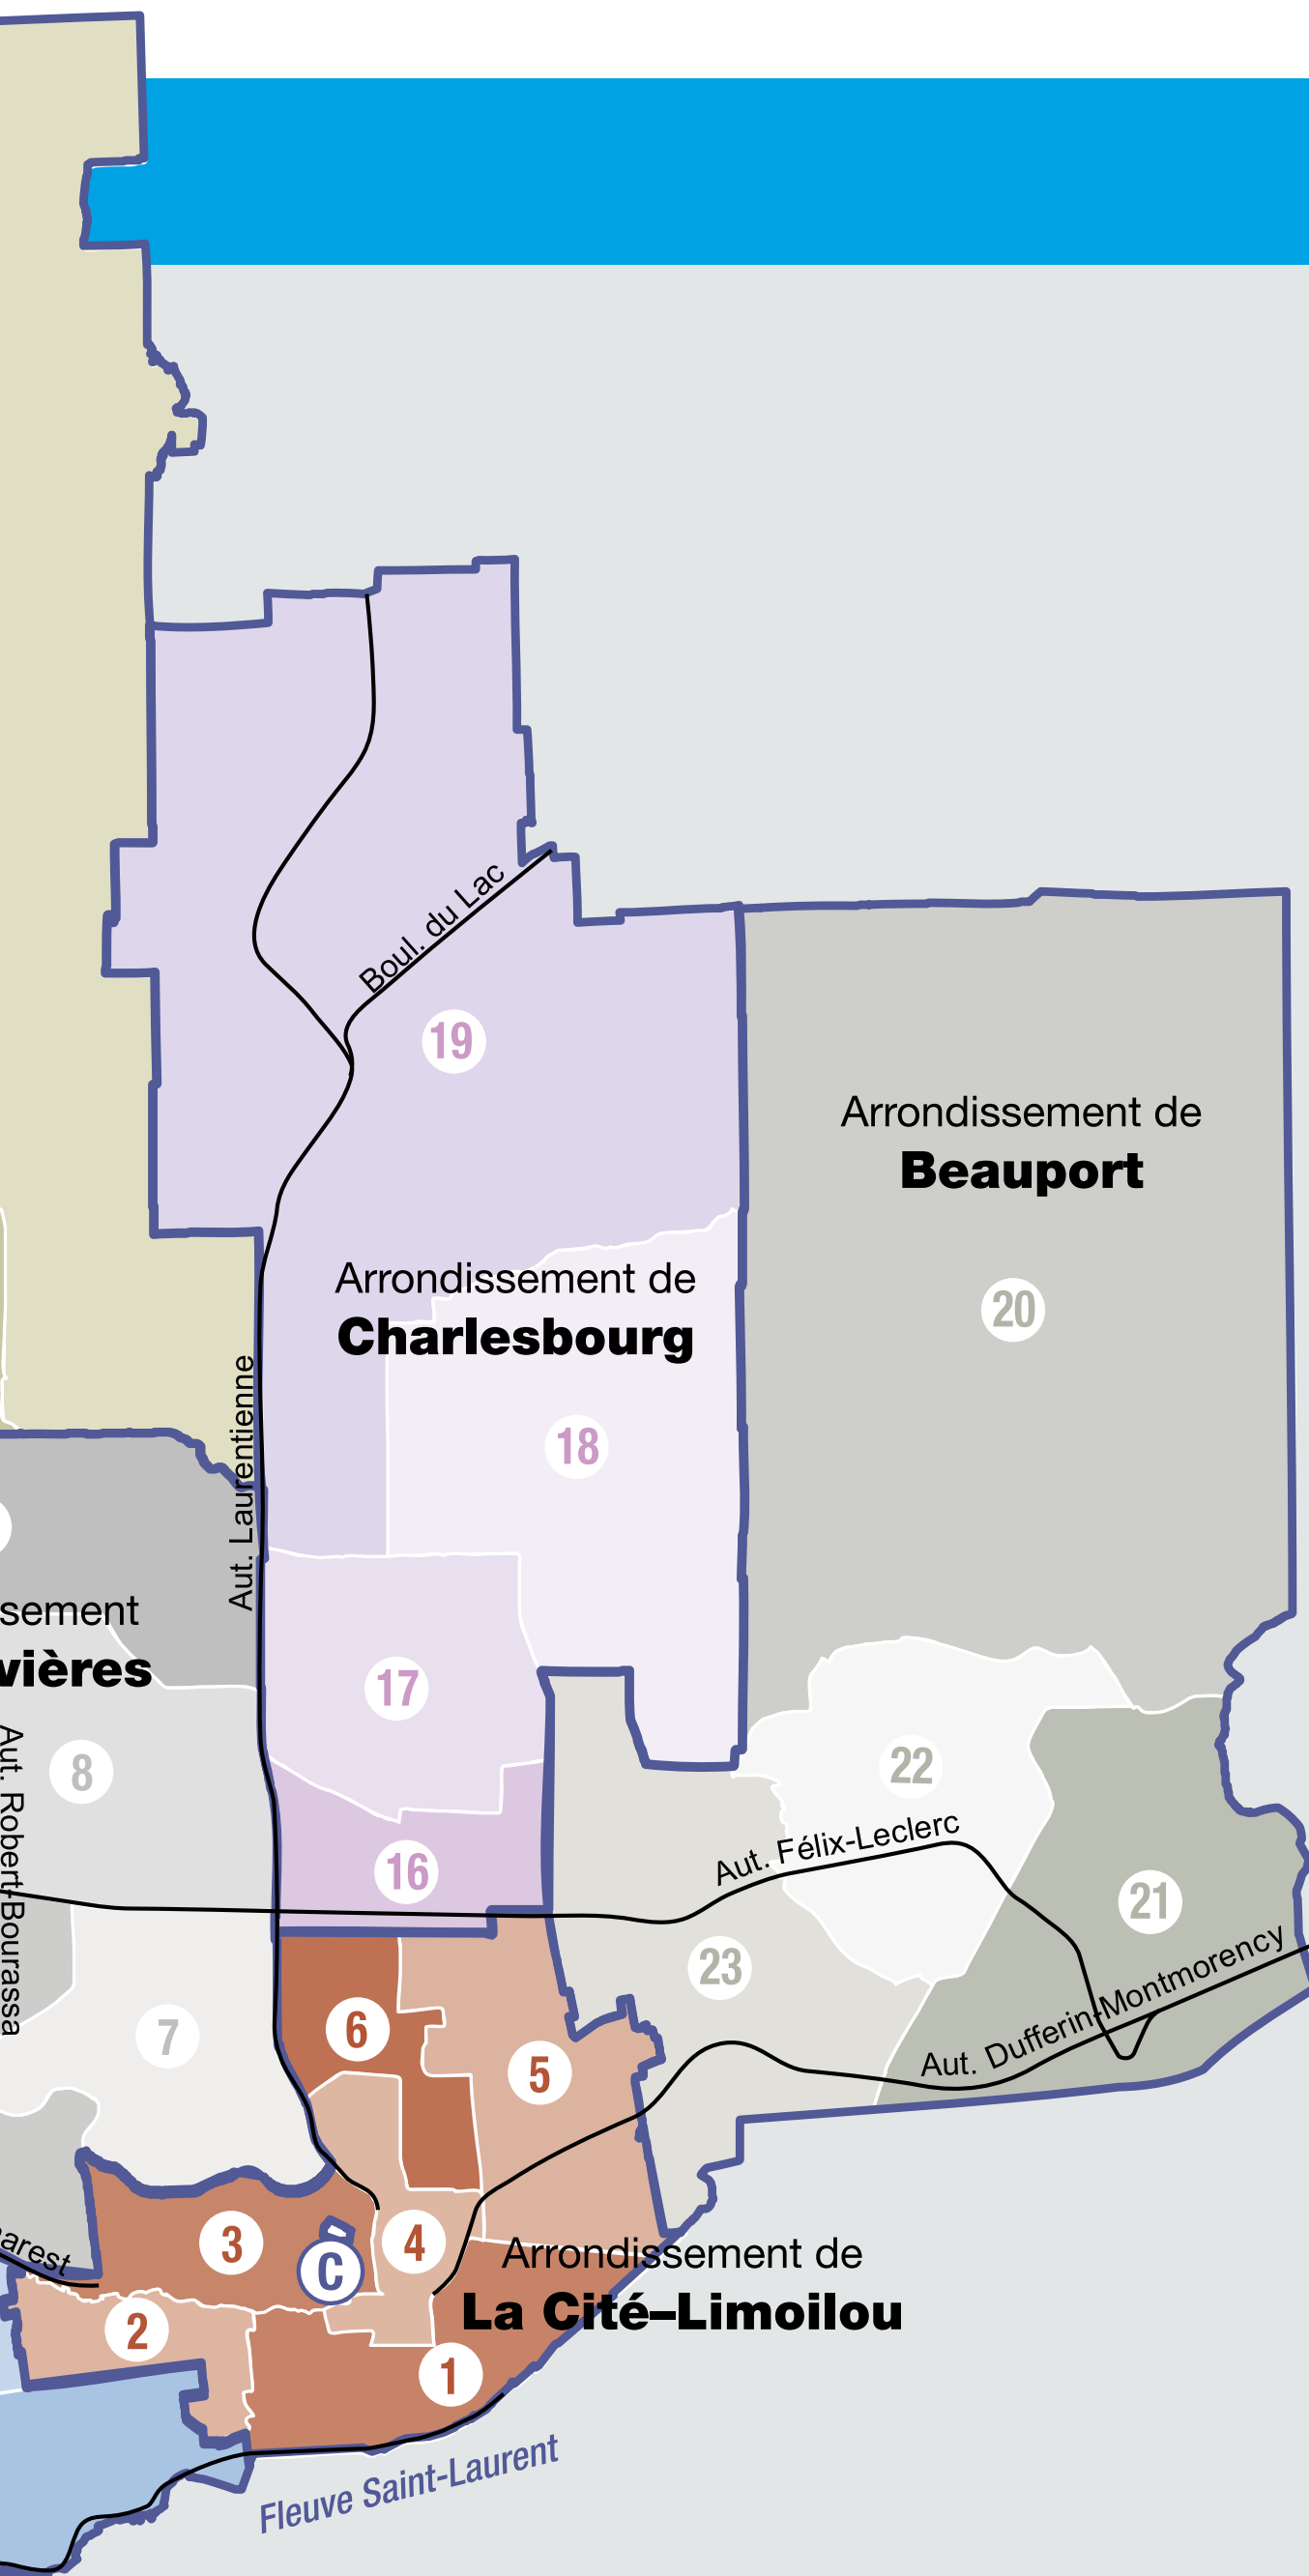 Boul. du Lac
19
Arrondissement de
Beauport
Arrondissement de
Charlesbourg
20
Aut. Laurentienne
18
sement
vières
17
8
22
Aut. Robert-Bourassa
Aut. Félix-Leclerc
16
21
23
Aut. Dufferin-Montmorency
7
6
5
3
4
C
arest
Arrondissement de
La Cité–Limoilou
2
1
Fleuve Saint-Laurent